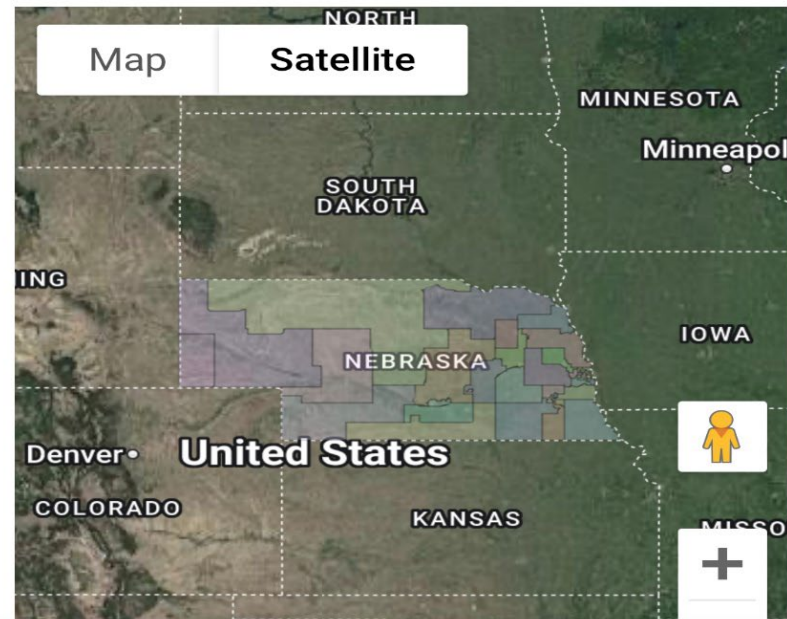 NORTH
Map
Satellite
MINNESOTA
Minneapol
SOUTH
DAKOTA
ING
IOWA
NEBRASKA
Denver
United States
COLORADO
KANSAS
MISSO
+